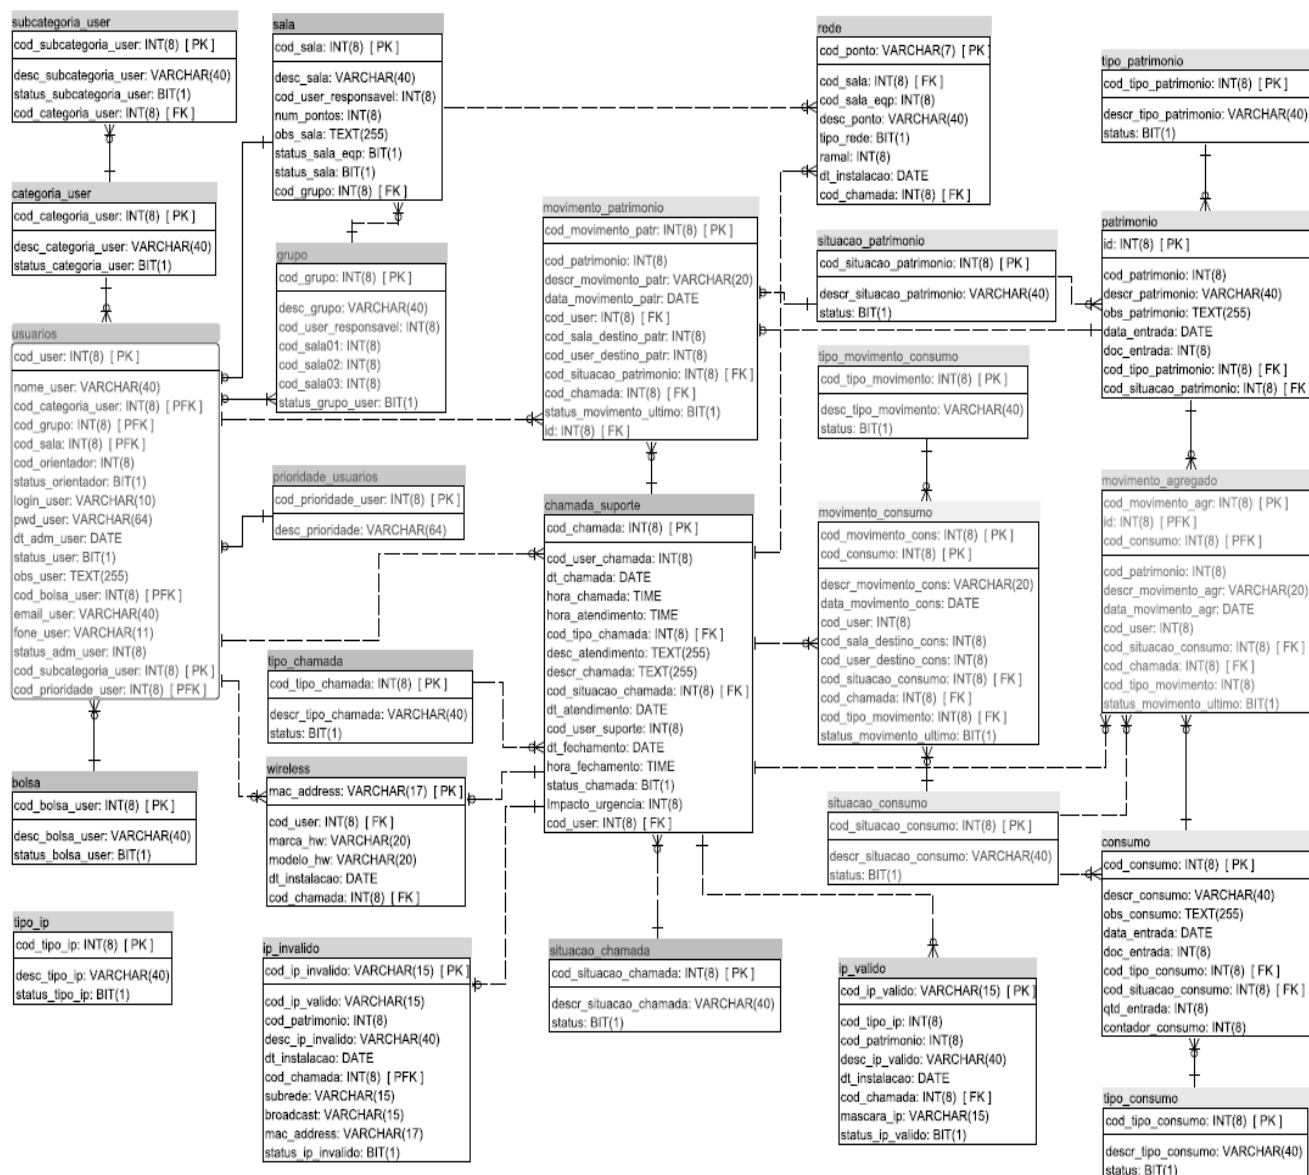 subcategoria_user
cod_subcategoria_user: INT(8) [ PK ]
desc_subcategoria_user: VARCHAR(40)
status_subcategoria_user: BIT(1)
cod_categoria_user: INT(8) [ FK ]
categoria_user
cod_categoria_user: INT(8) [ PK ]
desc_categoria_user: VARCHAR(40)
status_categoria_user: BIT(1)
usuarios
cod_user: INT(8) [ PK ]
nome_user: VARCHAR(40)
cod_categoria_user: INT(8) [ PFK ]
cod_grupo: INT(8) [ PFK ]
cod_sala: INT(8) [ PFK ]
cod_orientador: INT(8)
status_orientador: BIT(1)
login_user: VARCHAR(10)
pwd_user: VARCHAR(64)
dt_adm_user: DATE
status_user: BIT(1)
obs_user: TEXT(255)
cod_bolsa_user: INT(8) [ PFK ]
email_user: VARCHAR(40)
fone_user: VARCHAR(11)
status_adm_user: INT(8)
cod_subcategoria_user: INT(8) [ PK ]
cod_prioridade_user: INT(8) [ PFK ]
bolsa
cod_bolsa_user: INT(8) [ PK ]
desc_bolsa_user: VARCHAR(40)
status_bolsa_user: BIT(1)
tipo_ip
cod_tipo_ip: INT(8) [ PK ]
desc_tipo_ip: VARCHAR(40)
status_tipo_ip: BIT(1)
sala
cod_sala: INT(8) [ PK ]
desc_sala: VARCHAR(40)
cod_user_responsavel: INT(8)
num_pontos: INT(8)
obs_sala: TEXT(255)
status_sala_eqp: BIT(1)
status_sala: BIT(1)
cod_grupo: INT(8) [ FK ]
grupo
cod_grupo: INT(8) [ PK ]
desc_grupo: VARCHAR(40)
cod_user_responsavel: INT(8)
cod_sala01: INT(8)
cod_sala02: INT(8)
cod_sala03: INT(8)
status_grupo_user: BIT(1)
prioridade_usuarios
cod_prioridade_user: INT(8) [ PK ]
desc_prioridade: VARCHAR(64)
tipo_chamada
cod_tipo_chamada: INT(8) [ PK ]
descr_tipo_chamada: VARCHAR(40)
status: BIT(1)
wireless
mac_address: VARCHAR(17) [ PK ]
cod_user: INT(8) [ FK ]
marca_hw: VARCHAR(20)
modelo_hw: VARCHAR(20)
dt_instalacao: DATE
cod_chamada: INT(8) [ FK ]
ip_invalido
cod_ip_invalido: VARCHAR(15) [ PK ]
cod_ip_valido: VARCHAR(15)
cod_patrimonio: INT(8)
desc_ip_invalido: VARCHAR(40)
dt_instalacao: DATE
cod_chamada: INT(8) [ PFK ]
subrede: VARCHAR(15)
broadcast: VARCHAR(15)
mac_address: VARCHAR(17)
status_ip_invalido: BIT(1)
movimento_patrimonio
cod_movimento_patr: INT(8) [ PK ]
cod_patrimonio: INT(8)
descr_movimento_patr: VARCHAR(20)
data_movimento_patr: DATE
cod_user: INT(8) [ FK ]
cod_sala_destino_patr: INT(8)
cod_user_destino_patr: INT(8)
cod_situacao_patrimonio: INT(8) [ FK ]
cod_chamada: INT(8) [ FK ]
status_movimento_ultimo: BIT(1)
id: INT(8) [ FK ]
chamada_suporte
cod_chamada: INT(8) [ PK ]
cod_user_chamada: INT(8)
dt_chamada: DATE
hora_chamada: TIME
hora_atendimento: TIME
cod_tipo_chamada: INT(8) [ FK ]
desc_atendimento: TEXT(255)
descr_chamada: TEXT(255)
cod_situacao_chamada: INT(8) [ FK ]
dt_atendimento: DATE
cod_user_suporte: INT(8)
dt_fechamento: DATE
hora_fechamento: TIME
status_chamada: BIT(1)
Impacto_urgencia: INT(8)
cod_user: INT(8) [ FK ]
situacao_chamada
cod_situacao_chamada: INT(8) [ PK ]
descr_situacao_chamada: VARCHAR(40)
status: BIT(1)
rede
cod_ponto: VARCHAR(7) [ PK ]
cod_sala: INT(8) [ FK ]
cod_sala_eqp: INT(8)
desc_ponto: VARCHAR(40)
tipo_rede: BIT(1)
ramal: INT(8)
dt_instalacao: DATE
cod_chamada: INT(8) [ FK ]
situacao_patrimonio
cod_situacao_patrimonio: INT(8) [ PK ]
descr_situacao_patrimonio: VARCHAR(40)
status: BIT(1)
tipo_movimento_consumo
cod_tipo_movimento: INT(8) [ PK ]
desc_tipo_movimento: VARCHAR(40)
status: BIT(1)
movimento_consumo
cod_movimento_cons: INT(8) [ PK ]
cod_consumo: INT(8) [ PK ]
descr_movimento_cons: VARCHAR(20)
data_movimento_cons: DATE
cod_user: INT(8)
cod_sala_destino_cons: INT(8)
cod_user_destino_cons: INT(8)
cod_situacao_consumo: INT(8) [ FK ]
cod_chamada: INT(8) [ FK ]
cod_tipo_movimento: INT(8) [ FK ]
status_movimento_ultimo: BIT(1)
situacao_consumo
cod_situacao_consumo: INT(8) [ PK ]
descr_situacao_consumo: VARCHAR(40)
status: BIT(1)
ip_valido
cod_ip_valido: VARCHAR(15) [ PK ]
cod_tipo_ip: INT(8)
cod_patrimonio: INT(8)
desc_ip_valido: VARCHAR(40)
dt_instalacao: DATE
cod_chamada: INT(8) [ FK ]
mascara_ip: VARCHAR(15)
status_ip_valido: BIT(1)
tipo_patrimonio
cod_tipo_patrimonio: INT(8) [ PK ]
descr_tipo_patrimonio: VARCHAR(40)
status: BIT(1)
patrimonio
id: INT(8) [ PK ]
cod_patrimonio: INT(8)
descr_patrimonio: VARCHAR(40)
obs_patrimonio: TEXT(255)
data_entrada: DATE
doc_entrada: INT(8)
cod_tipo_patrimonio: INT(8) [ FK ]
cod_situacao_patrimonio: INT(8) [ FK ]
movimento_agregado
cod_movimento_agr: INT(8) [ PK ]
id: INT(8) [ PFK ]
cod_consumo: INT(8) [ PFK ]
cod_patrimonio: INT(8)
descr_movimento_agr: VARCHAR(20)
data_movimento_agr: DATE
cod_user: INT(8)
cod_situacao_consumo: INT(8) [ FK ]
cod_chamada: INT(8) [ FK ]
cod_tipo_movimento: INT(8)
status_movimento_ultimo: BIT(1)
consumo
cod_consumo: INT(8) [ PK ]
descr_consumo: VARCHAR(40)
obs_consumo: TEXT(255)
data_entrada: DATE
doc_entrada: INT(8)
cod_tipo_consumo: INT(8) [ FK ]
cod_situacao_consumo: INT(8) [ FK ]
qtd_entrada: INT(8)
contador_consumo: INT(8)
tipo_consumo
cod_tipo_consumo: INT(8) [ PK ]
descr_tipo_consumo: VARCHAR(40)
status: BIT(1)